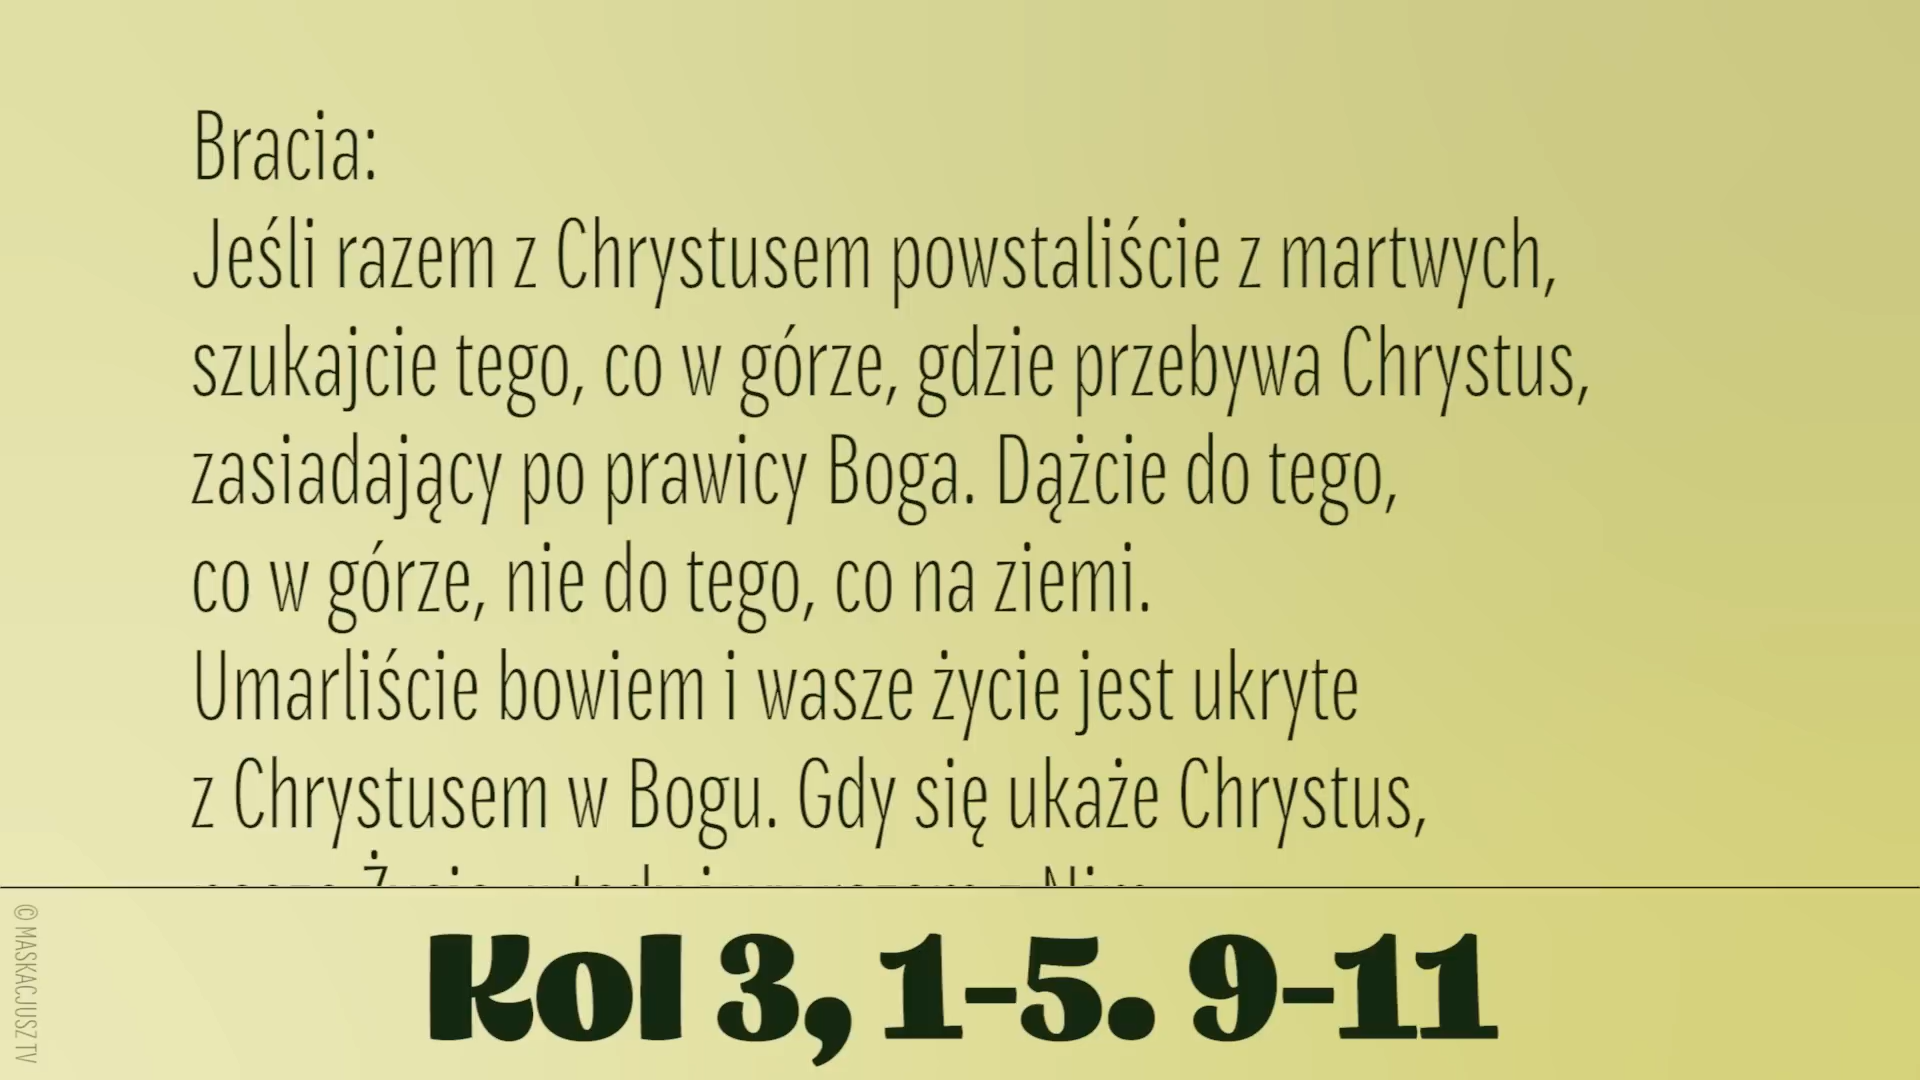 Bracia:
Jeśli razem z Chrystusem powstaliście z martwych,
szukajcie tego, co w górze, gdzie przebywa Chrystus,
zasiadający po prawicy Boga. Dążcie do tego,
co w górze, nie do tego, co na ziemi.
Umarliście bowiem i wasze życie jest ukryte
z Chrystusem w Bogu. Gdy się ukaże Chrystus,
Kol 3, 1-5. 9-11
© MASKACJUSZ TV